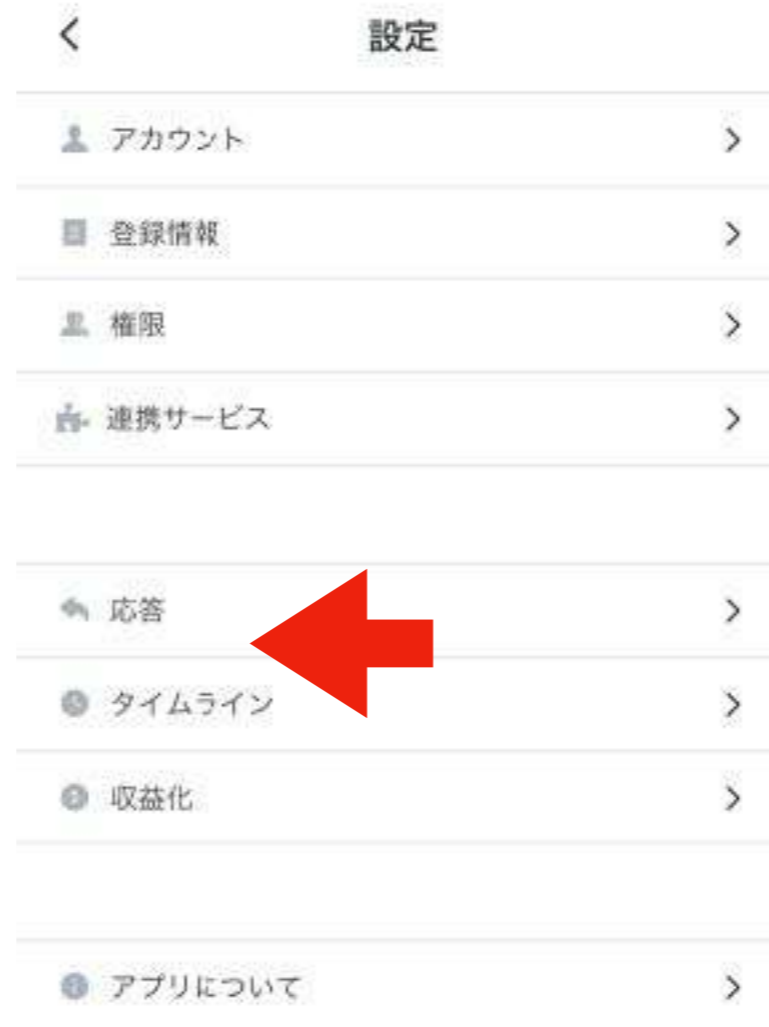 設定
アカウント
登録情報
権限
連携サービス
応答
タイムライン
収益化
アプリについて